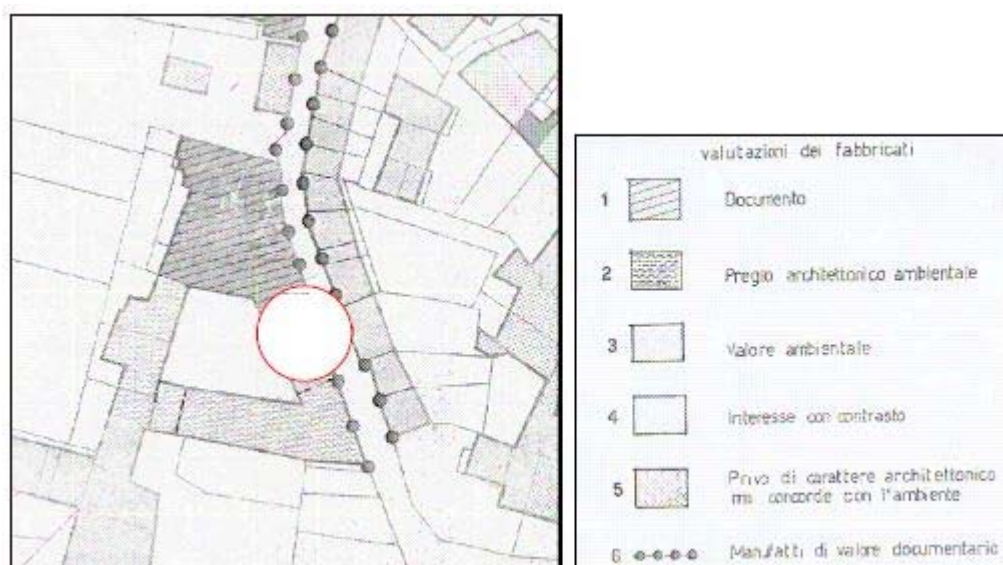 valutazioni dei fabbricati
1 Documento
2 Pregio architettonico ambientale
3 Valore ambientale
4 Interesse con contrasto
5 Privo di carattere architettonico
ma concorde con l'ambiente
6 Manufatti di valore documentario